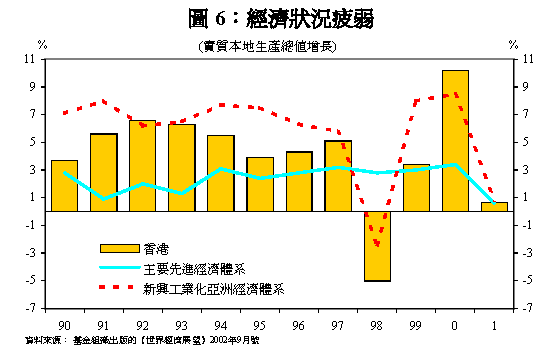 圖 6：經濟狀況疲弱
(實質本地生產總值增長)
% %
11 11
9 9
7 7
5 5
3 3
1 1
-1 -1
-3 -3
-5 -5
-7 -7
香港
主要先進經濟體系
新興工業化亞洲經濟體系
90 91 92 93 94 95 96 97 98 99 0 1
資料來源： 基金組織出版的《世界經濟展望》2002年9月號